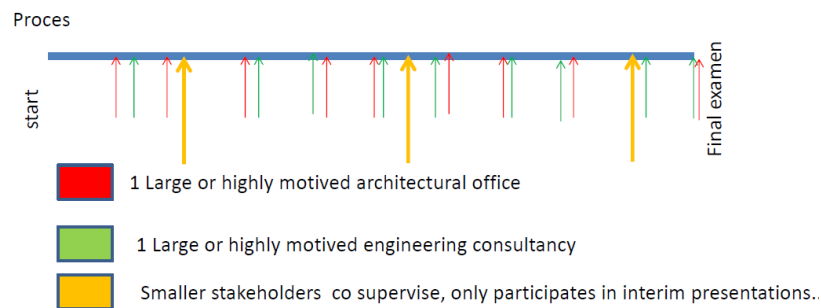 Proces
start
Final examen
1 Large or highly motived architectural office
1 Large or highly motived engineering consultancy
Smaller stakeholders co supervise, only participates in interim presentations..